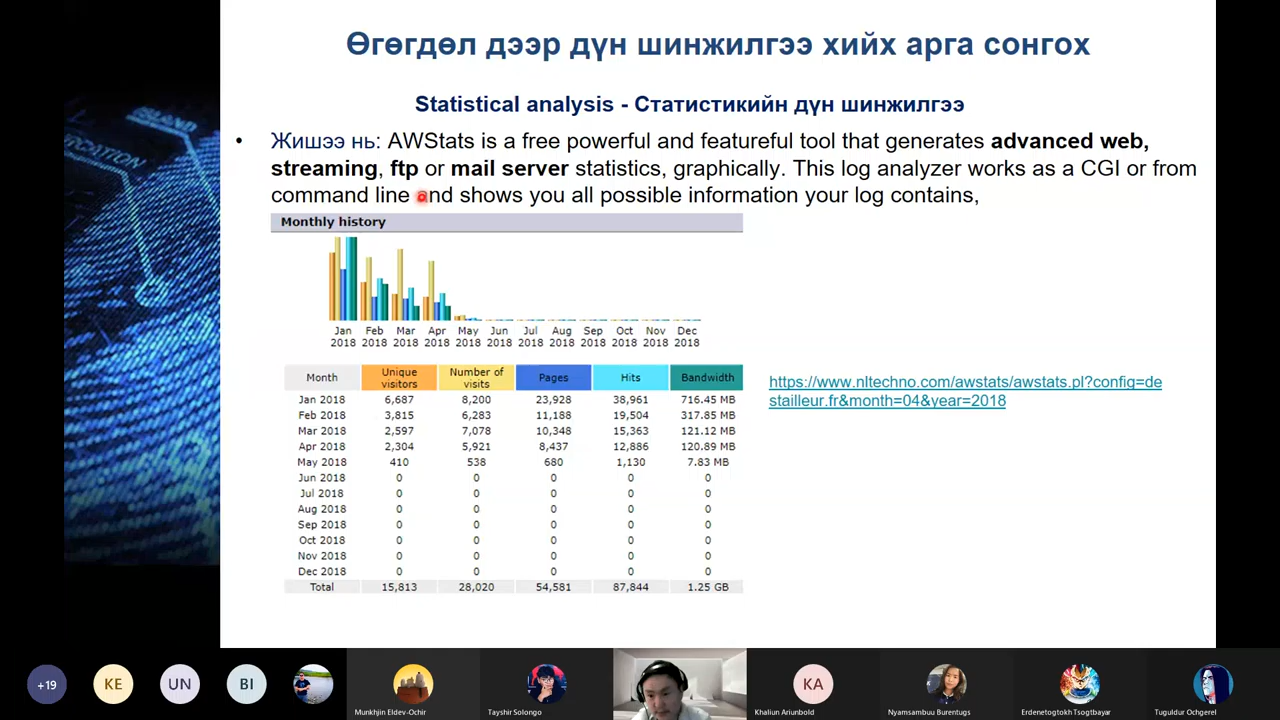 Өгөгдөл дээр дүн шинжилгээ хийх арга сонгох
Statistical analysis - Статистикийн дүн шинжилгээ
• Жишээ нь: AWStats is a free powerful and featureful tool that generates advanced web,
streaming, ftp or mail server statistics, graphically. This log analyzer works as a CGI or from
command line and shows you all possible information your log contains,
Monthly history
Jan Feb Mar Apr May Jun Jul Aug Sep Oct Nov Dec
2018 2018 2018 2018 2018 2018 2018 2018 2018 2018 2018 2018
Month Unique visitors Number of visits Pages Hits Bandwidth
Jan 2018 6,687 8,200 23,928 38,961 716.45 MB
Feb 2018 3,815 6,283 11,188 19,504 317.85 MB
Mar 2018 2,597 7,078 10,348 15,363 121.12 MB
Apr 2018 2,304 5,921 8,437 12,886 120.89 MB
May 2018 410 538 680 1,130 7.83 MB
Jun 2018 0 0 0 0 0
Jul 2018 0 0 0 0 0
Aug 2018 0 0 0 0 0
Sep 2018 0 0 0 0 0
Oct 2018 0 0 0 0 0
Nov 2018 0 0 0 0 0
Dec 2018 0 0 0 0 0
Total 15,813 28,020 54,581 87,844 1.25 GB
https://www.nltechno.com/awstats/awstats.pl?config=de
stailleur.fr&month=04&year=2018
+19 KE UN BI KA
Munkhjin Eldev-Ochir Tayshir Solongo Khaliun Ariunbold Nyamsambuu Burentugs Erdenetogtokh Tsogtbayar Tuguldur Ochgerel